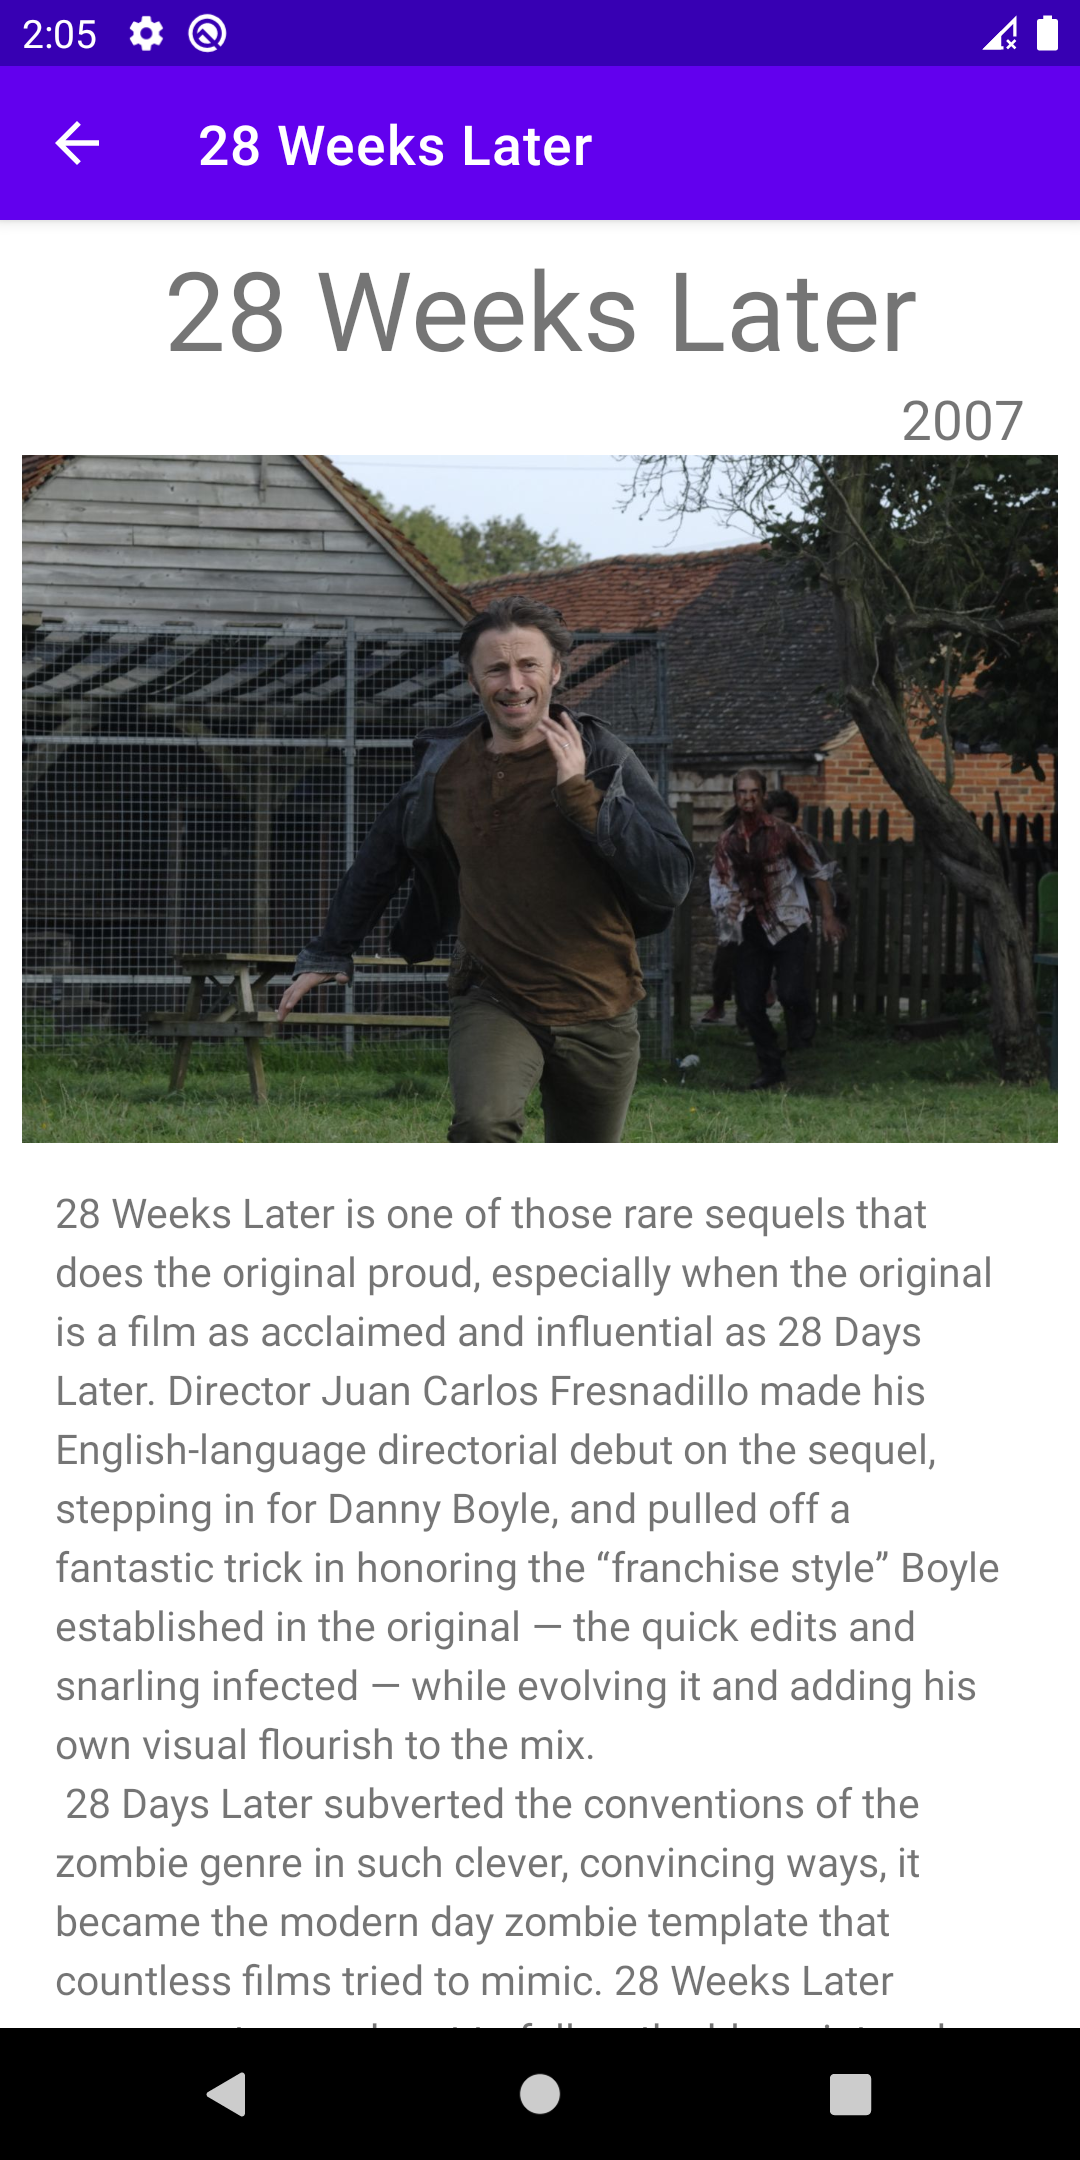 2:05
28 Weeks Later
28 Weeks Later
2007
28 Weeks Later is one of those rare sequels that
does the original proud, especially when the original
is a film as acclaimed and influential as 28 Days
Later. Director Juan Carlos Fresnadillo made his
English-language directorial debut on the sequel,
stepping in for Danny Boyle, and pulled off a
fantastic trick in honoring the “franchise style” Boyle
established in the original — the quick edits and
snarling infected — while evolving it and adding his
own visual flourish to the mix.
28 Days Later subverted the conventions of the
zombie genre in such clever, convincing ways, it
became the modern day zombie template that
countless films tried to mimic. 28 Weeks Later